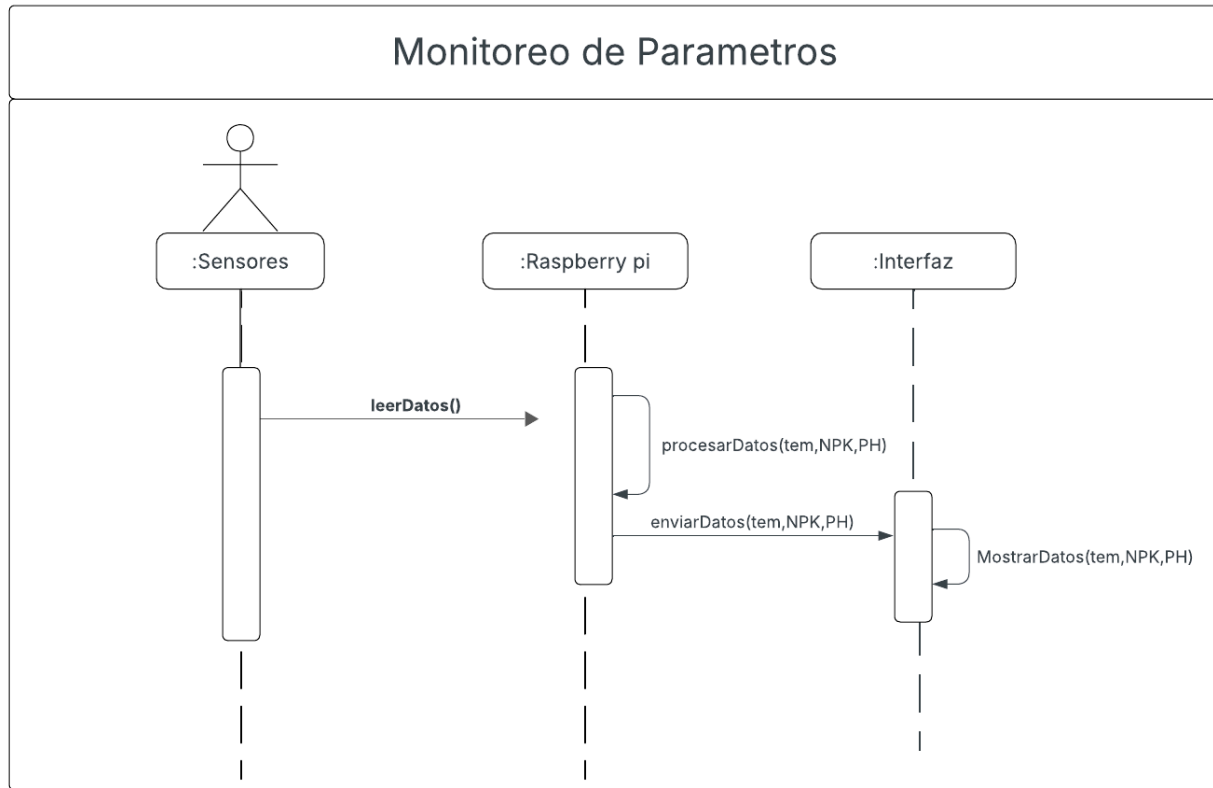 Monitoreo de Parametros
:Sensores
:Raspberry pi
:Interfaz
leerDatos()
procesarDatos(tem,NPK,PH)
enviarDatos(tem,NPK,PH)
MostrarDatos(tem,NPK,PH)